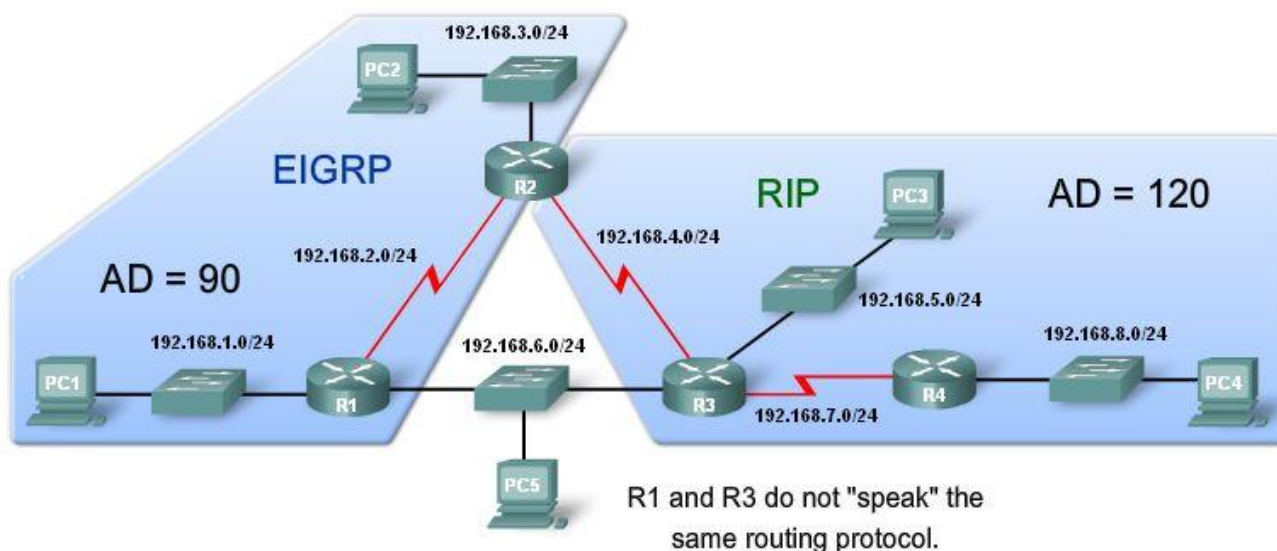 192.168.3.0/24
PC2
EIGRP
R2
RIP
PC3
AD = 120
192.168.2.0/24
192.168.4.0/24
AD = 90
192.168.5.0/24
192.168.1.0/24
192.168.6.0/24
192.168.8.0/24
PC1
R1
R3
R4
PC4
192.168.7.0/24
PC5
R1 and R3 do not "speak" the
same routing protocol.